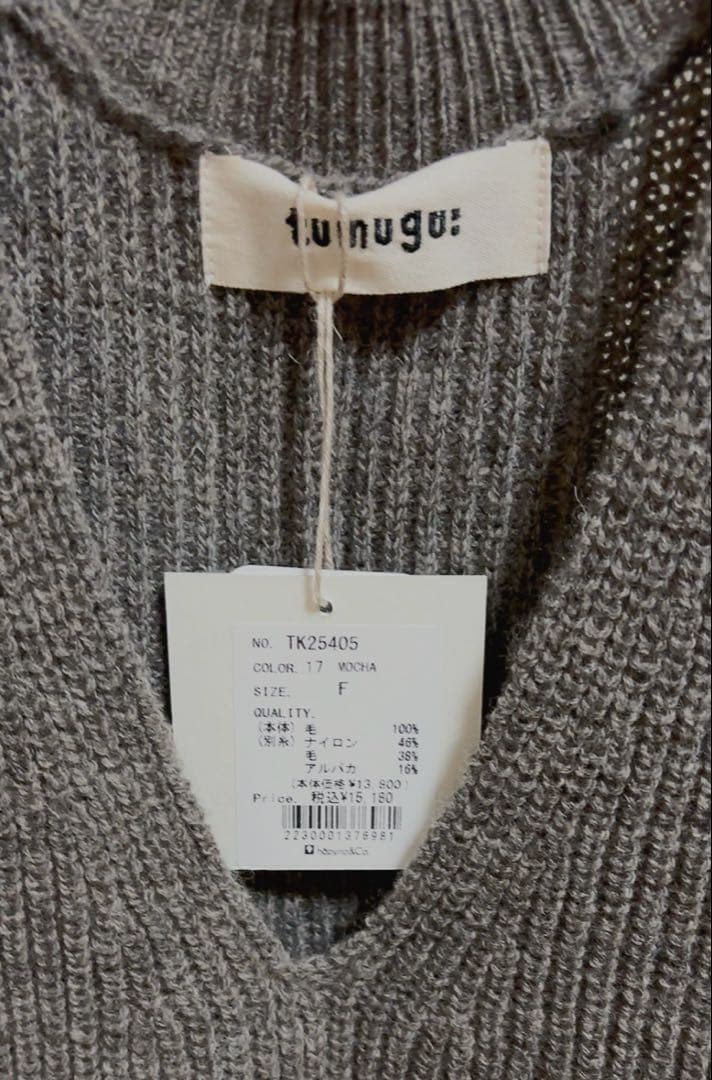 tumugu:
NO. TK25405
COLOR. 17 MOCHA
SIZE. F
QUALITY.
(本体) 毛 100%
(別糸) ナイロン 46%
毛 38%
アルパカ 16%
(本体価格¥13,800)
Price. 税込¥15,180
2230001376981